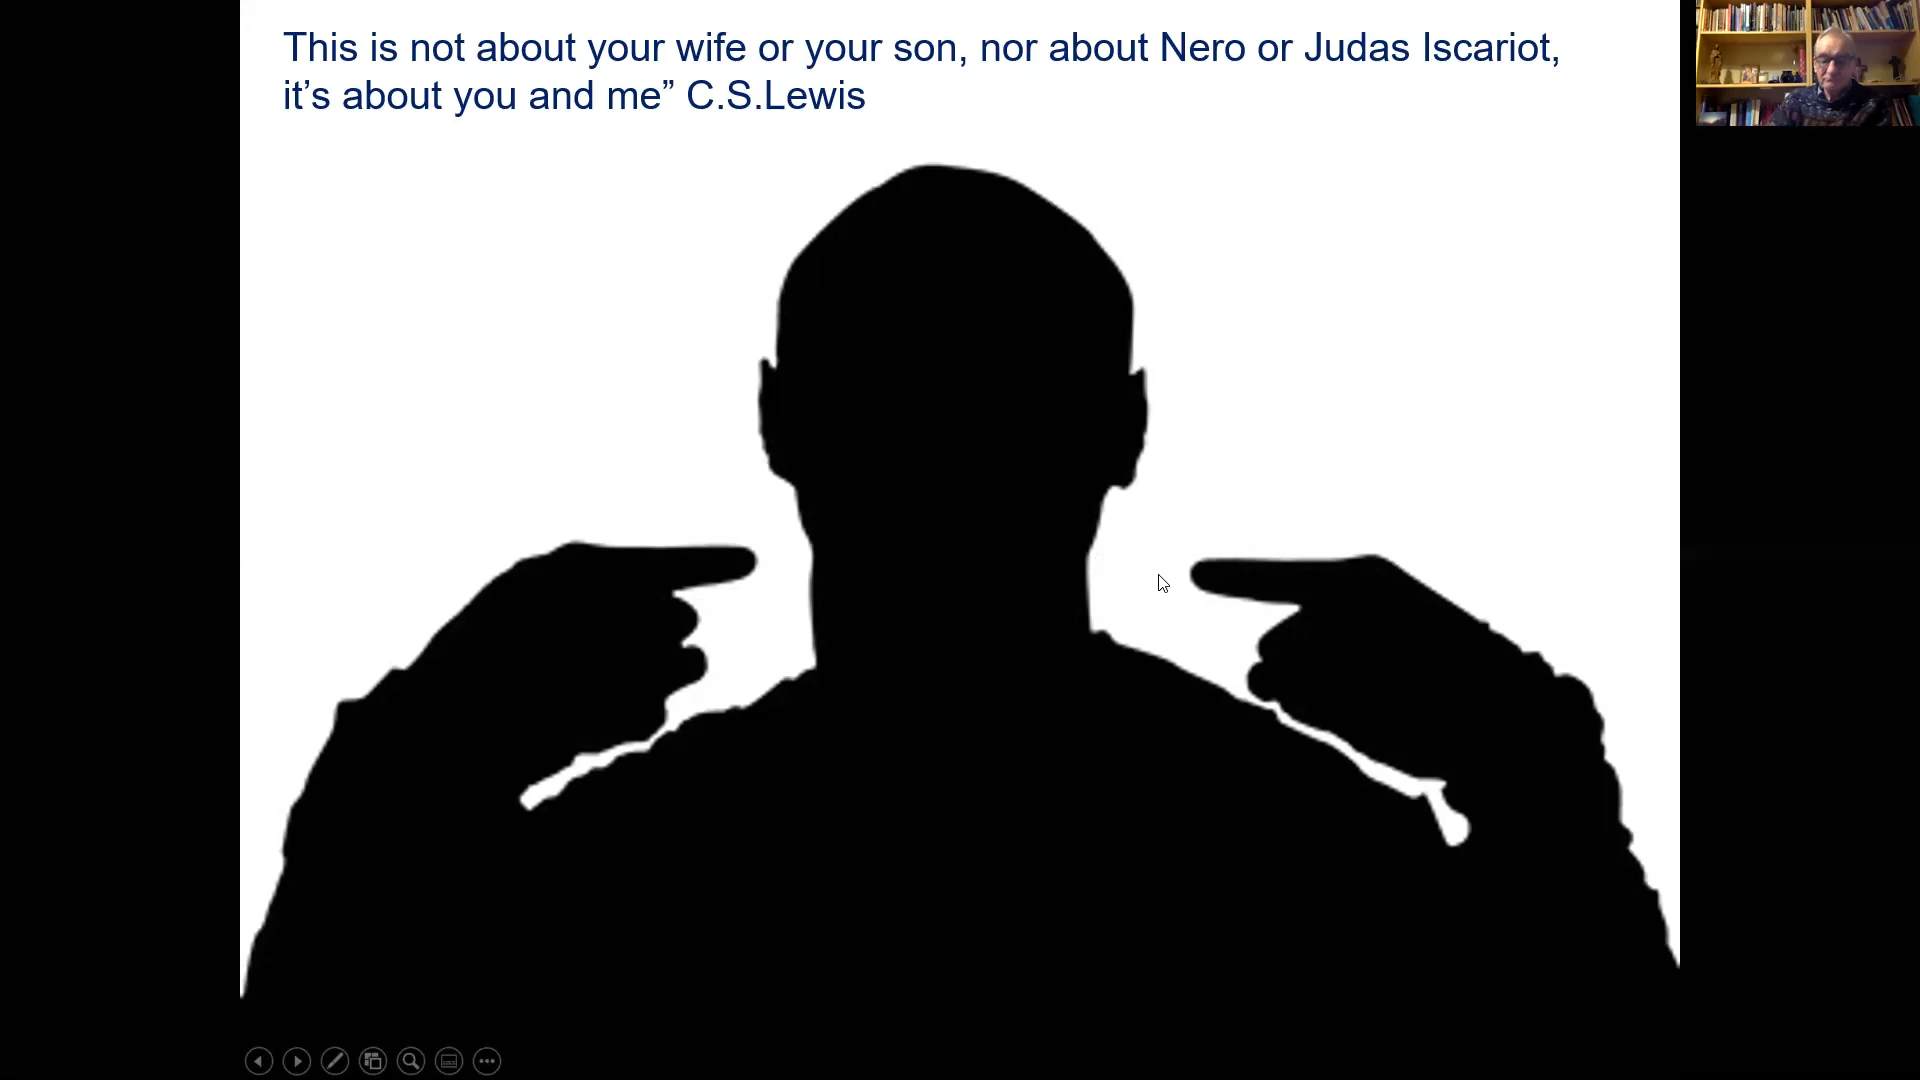 This is not about your wife or your son, nor about Nero or Judas Iscariot,
it’s about you and me” C.S.Lewis